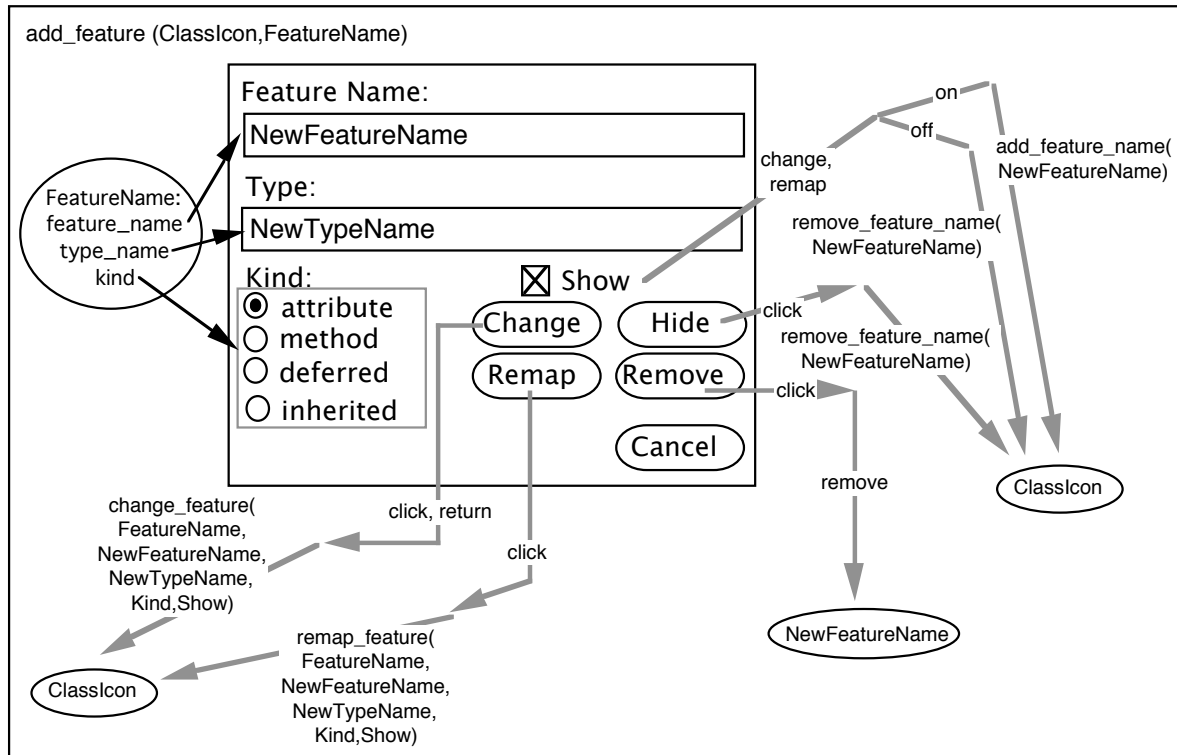 add_feature (ClassIcon,FeatureName)
Feature Name:
NewFeatureName
Type:
NewTypeName
FeatureName:
feature_name
type_name
kind
Kind:
attribute
method
deferred
inherited
Show
Change
Hide
Remap
Remove
Cancel
change,
remap
on
off
add_feature_name(
NewFeatureName)
remove_feature_name(
NewFeatureName)
click
remove_feature_name(
NewFeatureName)
click
remove
ClassIcon
NewFeatureName
click, return
change_feature(
FeatureName,
NewFeatureName,
NewTypeName,
Kind,Show)
click
remap_feature(
FeatureName,
NewFeatureName,
NewTypeName,
Kind,Show)
ClassIcon